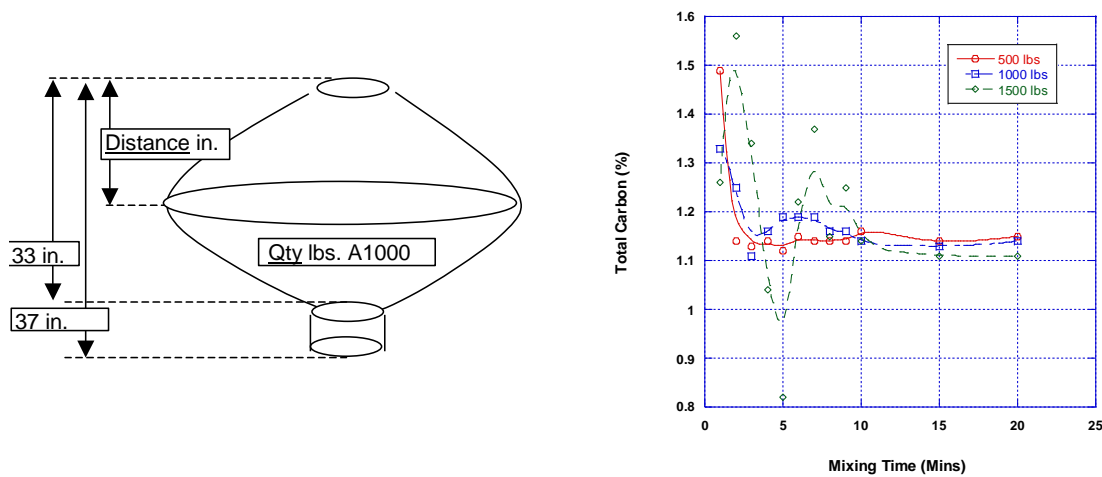 Distance in.
Qty lbs. A1000
33 in.
37 in.
1.6
1.5
1.4
1.3
1.2
1.1
1
0.9
0.8
0
5
10
15
20
25
Total Carbon (%)
Mixing Time (Mins)
500 lbs
1000 lbs
1500 lbs